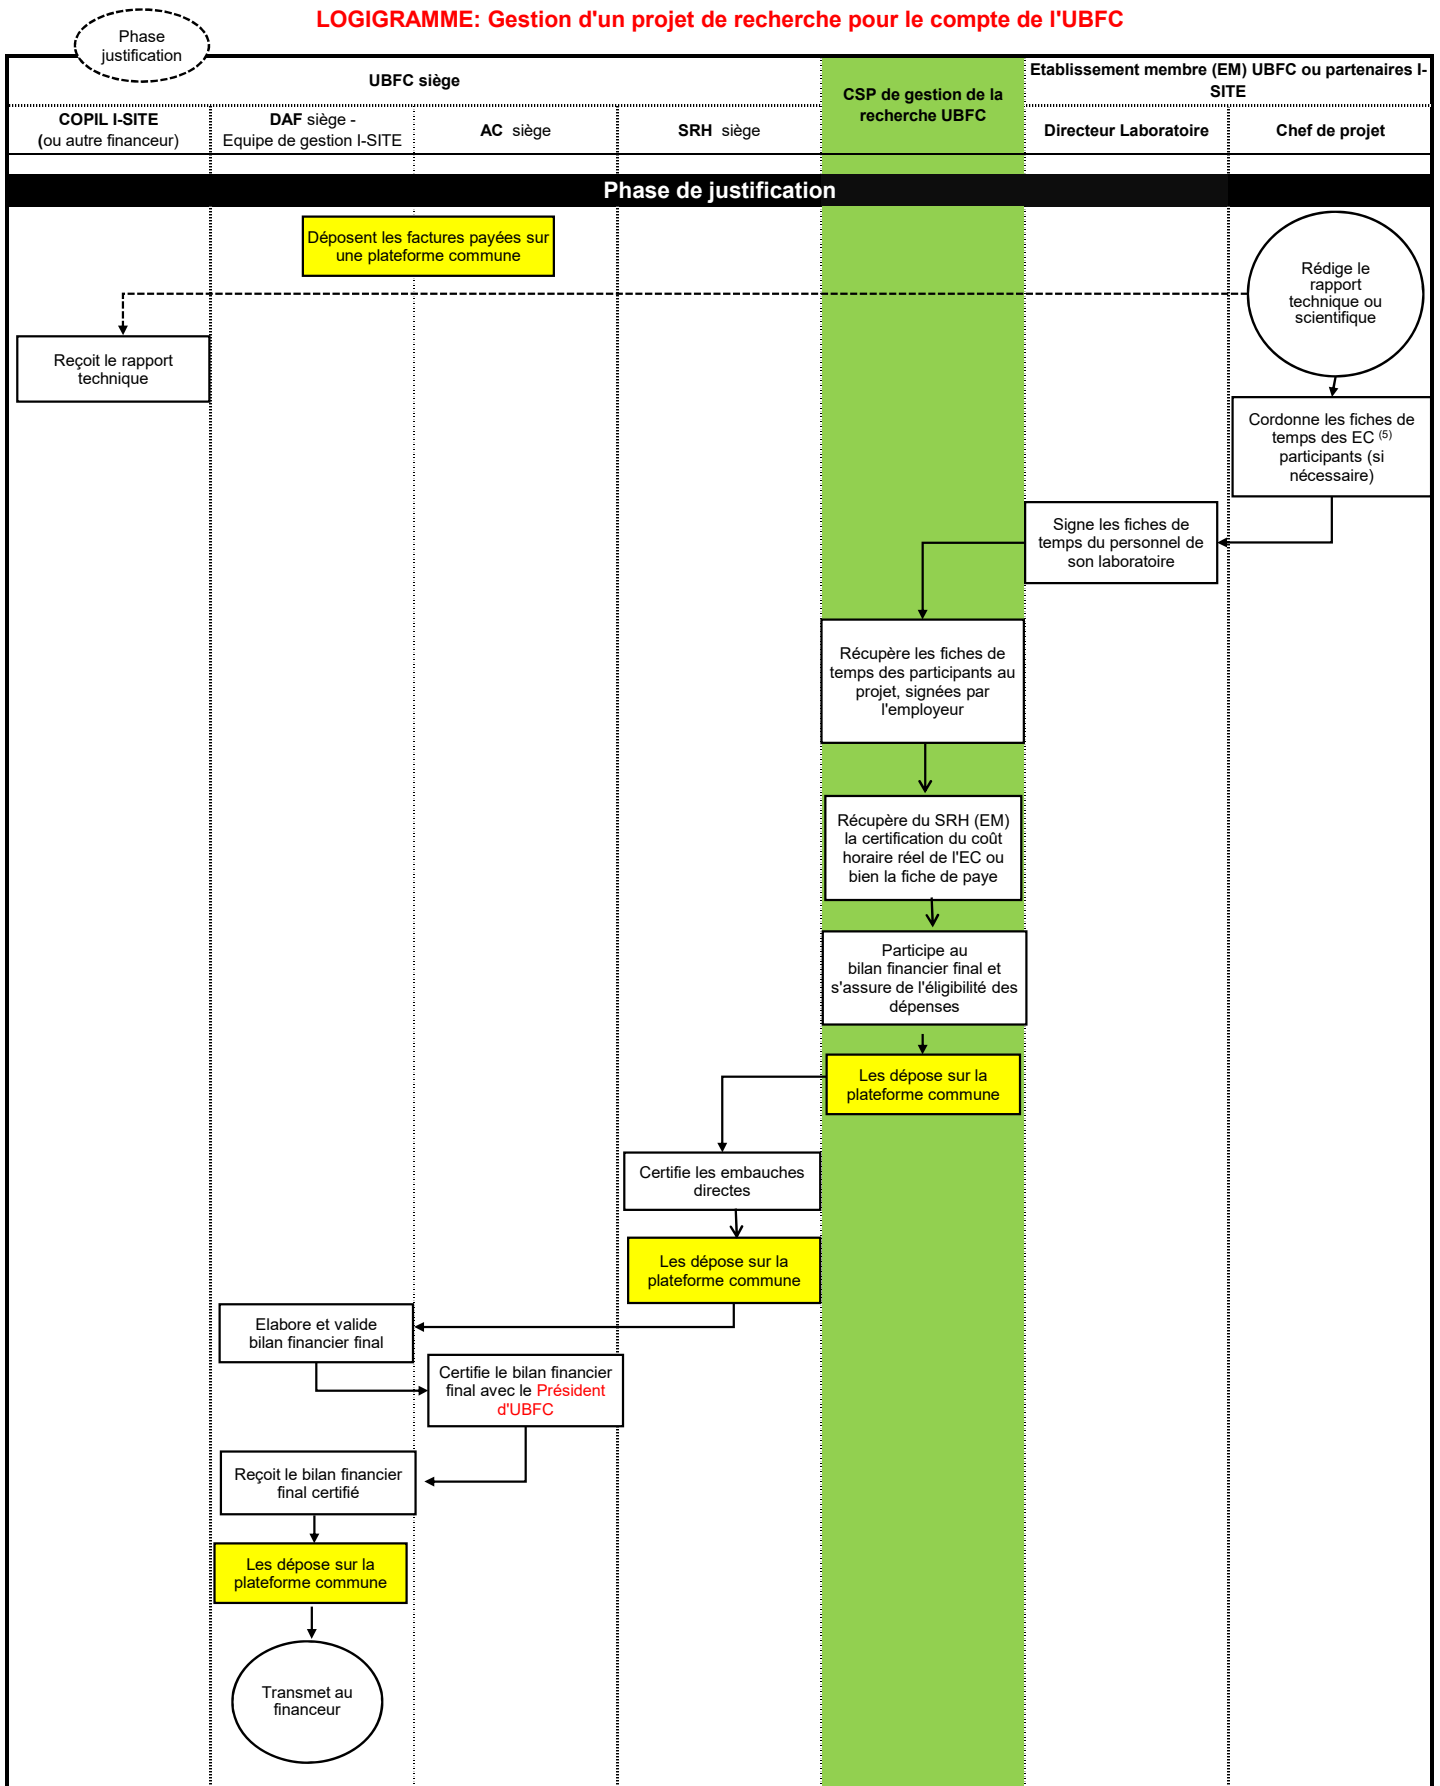 LOGIGRAMME: Gestion d'un projet de recherche pour le compte de l'UBFC
Phase
justification
UBFC siège
CSP de gestion de la
recherche UBFC
Etablissement membre (EM) UBFC ou partenaires I-
SITE
COPIL I-SITE
(ou autre financeur)
DAF siège -
Equipe de gestion I-SITE
AC siège
SRH siège
Directeur Laboratoire
Chef de projet
Phase de justification
Déposent les factures payées sur
une plateforme commune
Rédige le
rapport
technique ou
scientifique
Reçoit le rapport
technique
Cordonne les fiches de
temps des EC (5)
participants (si
nécessaire)
Signe les fiches de
temps du personnel de
son laboratoire
Récupère les fiches de
temps des participants au
projet, signées par
l'employeur
Récupère du SRH (EM)
la certification du coût
horaire réel de l'EC ou
bien la fiche de paye
Participe au
bilan financier final et
s'assure de l'éligibilité des
dépenses
Les dépose sur la
plateforme commune
Certifie les embauches
directes
Les dépose sur la
plateforme commune
Elabore et valide
bilan financier final
Certifie le bilan financier
final avec le Président
d'UBFC
Reçoit le bilan financier
final certifié
Les dépose sur la
plateforme commune
Transmet au
financeur